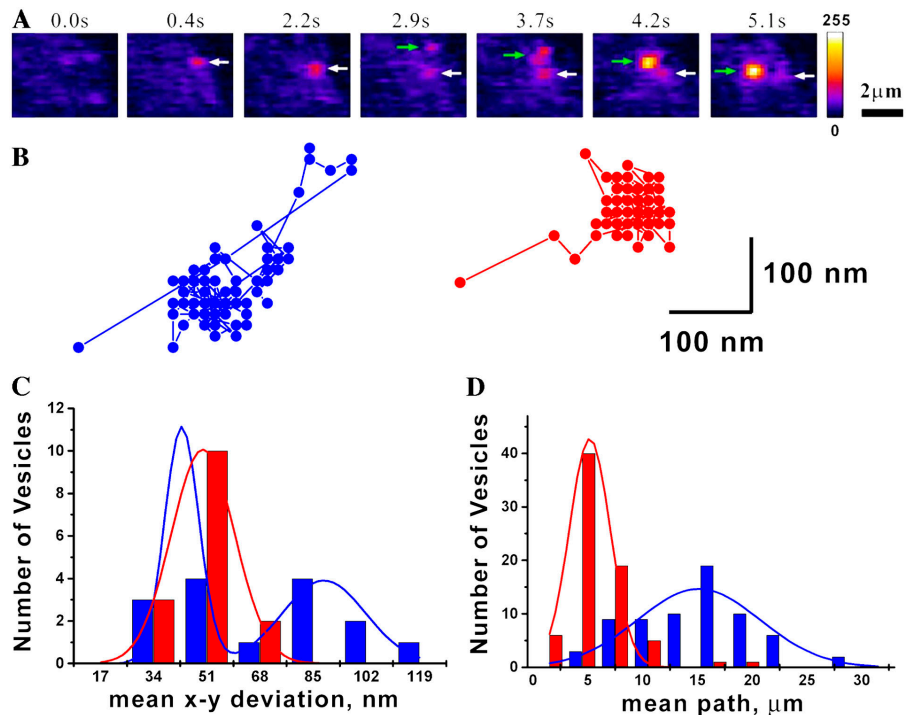 A
0.0s 0.4s 2.2s 2.9s 3.7s 4.2s 5.1s
255
0
2μm
B
100 nm
100 nm
C
Number of Vesicles
12
10
8
6
4
2
0
17 34 51 68 85 102 119
mean x-y deviation, nm
D
Number of Vesicles
40
30
20
10
0
0 5 10 15 20 25 30
mean path, μm